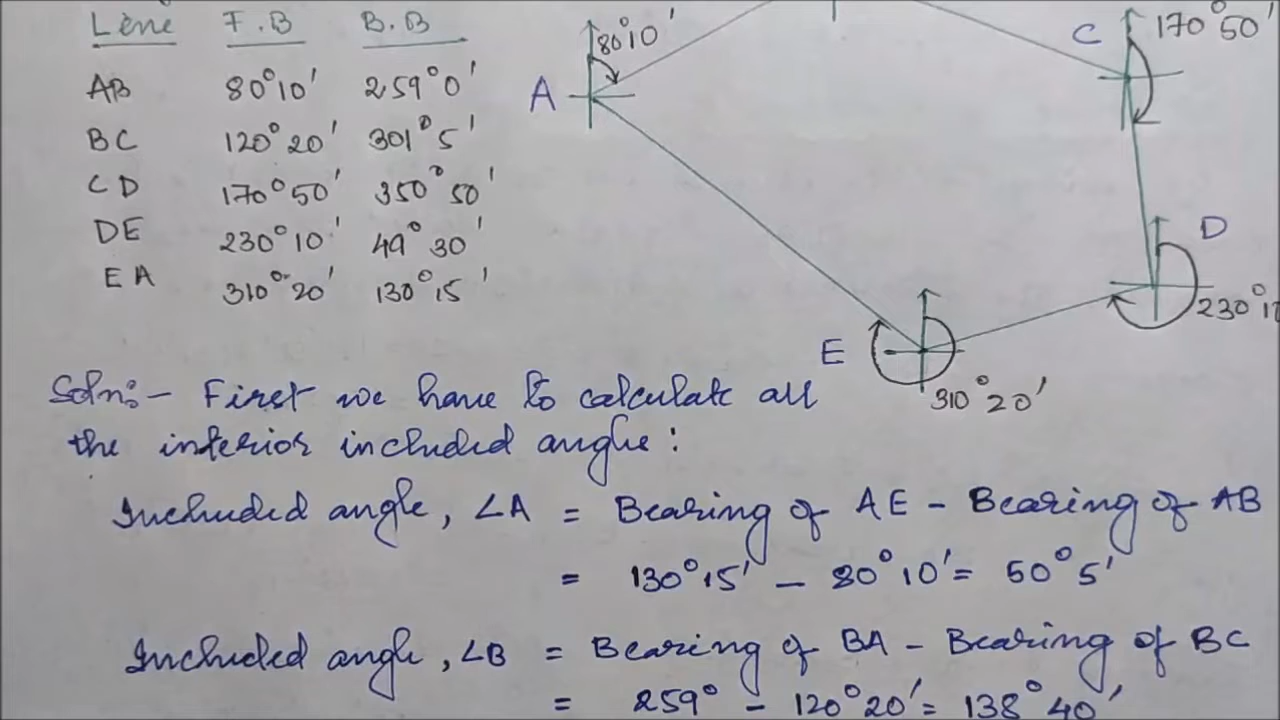 Line F.B B.B
AB 80°10' 259°0'
BC 120°20' 301°5'
CD 170°50' 350°50'
DE 230°10' 49°30'
EA 310°20' 130°15'
80°10'
A
C 170°50'
D
E
310°20'
Soln:- First we have to calculate all
the interior included angle:
Included angle, ∠A = Bearing of AE - Bearing of AB
= 130°15' - 80°10' = 50°5'
Included angle, ∠B = Bearing of BA - Bearing of BC
= 259° - 120°20' = 138°40'